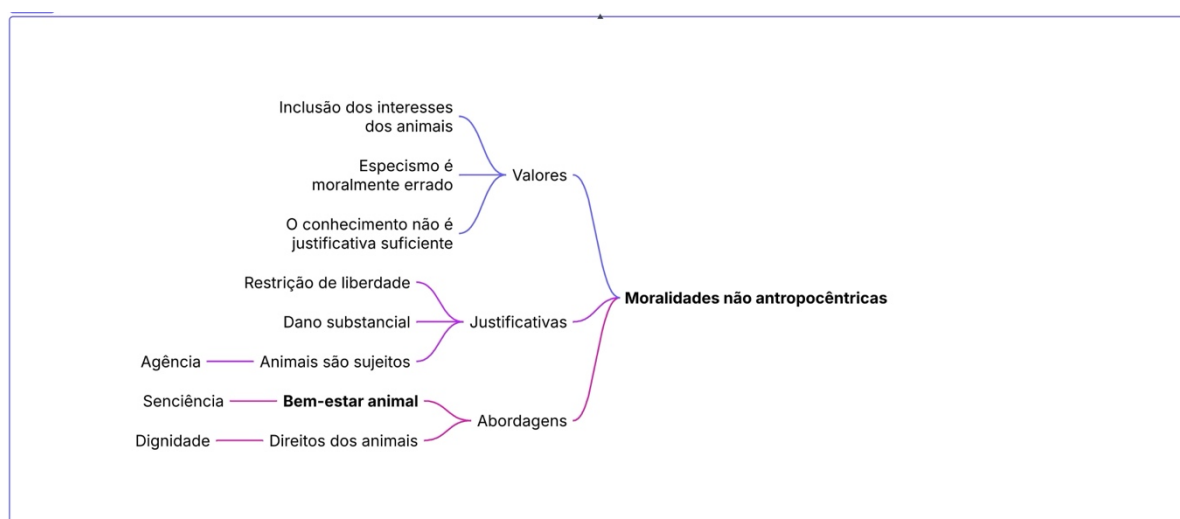 Inclusão dos interesses
dos animais
Especismo é
moralmente errado
Valores
O conhecimento não é
justificativa suficiente
Restrição de liberdade
Moralidades não antropocêntricas
Dano substancial
Justificativas
Agência
Animais são sujeitos
Senciência
Bem-estar animal
Abordagens
Dignidade
Direitos dos animais